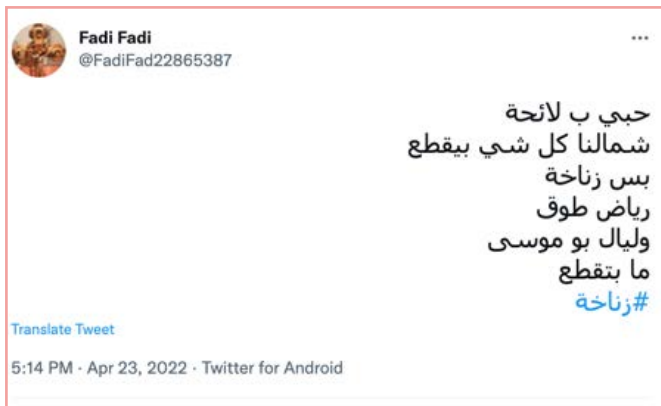 Fadi Fadi
...
@FadiFad22865387
حبي ب لائحة
شمالنا كل شي بيقطع
بس زناخة
رياض طوق
وليال بو موسى
ما بتقطع
#زناخة
Translate Tweet
5:14 PM · Apr 23, 2022 · Twitter for Android